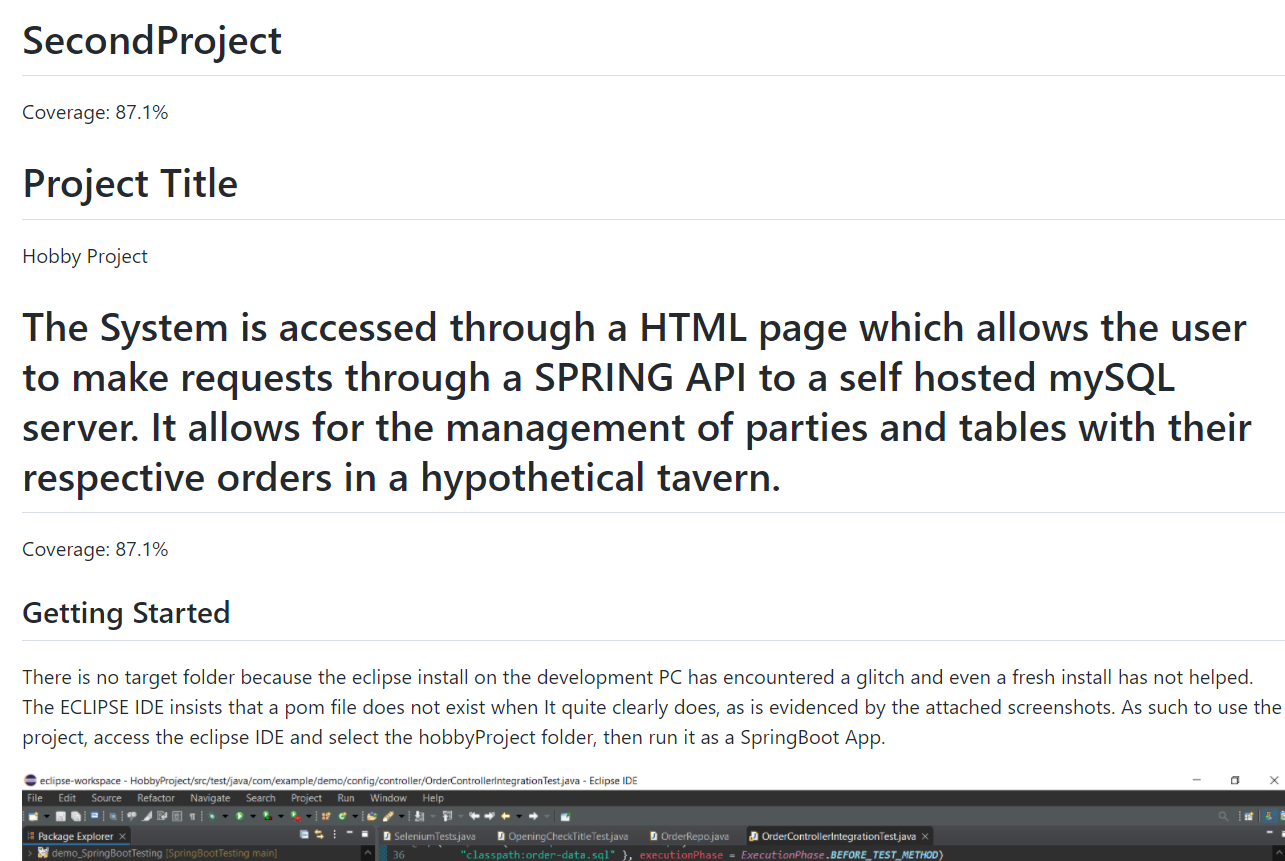 SecondProject
Coverage: 87.1%
Project Title
Hobby Project
The System is accessed through a HTML page which allows the user
to make requests through a SPRING API to a self hosted mySQL
server. It allows for the management of parties and tables with their
respective orders in a hypothetical tavern.
Coverage: 87.1%
Getting Started
There is no target folder because the eclipse install on the development PC has encountered a glitch and even a fresh install has not helped.
The ECLIPSE IDE insists that a pom file does not exist when It quite clearly does, as is evidenced by the attached screenshots. As such to use the
project, access the eclipse IDE and select the hobbyProject folder, then run it as a SpringBoot App.
eclipse-workspace - HobbyProject/src/test/java/com/example/demo/config/controller/OrderControllerIntegrationTest.java - Eclipse IDE
File Edit Source Refactor Navigate Search Project Run Window Help
Package Explorer SeleniumTests.java OpeningCheckTitleTest.java OrderRepo.java OrderControllerIntegrationTest.java
demo_SpringBootTesting [SpringBootTesting main] 36 "classpath:order-data.sql" }, executionPhase = ExecutionPhase.BEFORE_TEST_METHOD)